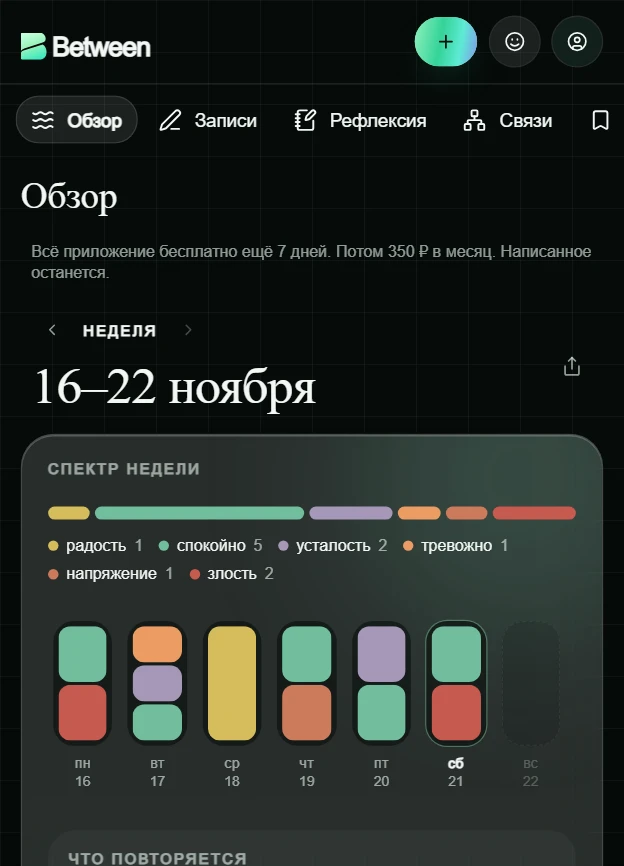 Between
Обзор Записи Рефлексия Связи
Обзор
Всё приложение бесплатно ещё 7 дней. Потом 350 ₽ в месяц. Написанное
останется.
НЕДЕЛЯ
16–22 ноября
СПЕКТР НЕДЕЛИ
радость 1 спокойно 5 усталость 2 тревожно 1
напряжение 1 злость 2
пн вт ср чт пт сб вс
16 17 18 19 20 21 22
ЧТО ПОВТОРЯЕТСЯ